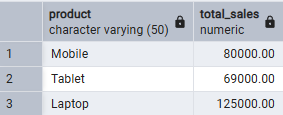 product total_sales
character varying (50) numeric
1 Mobile 80000.00
2 Tablet 69000.00
3 Laptop 125000.00